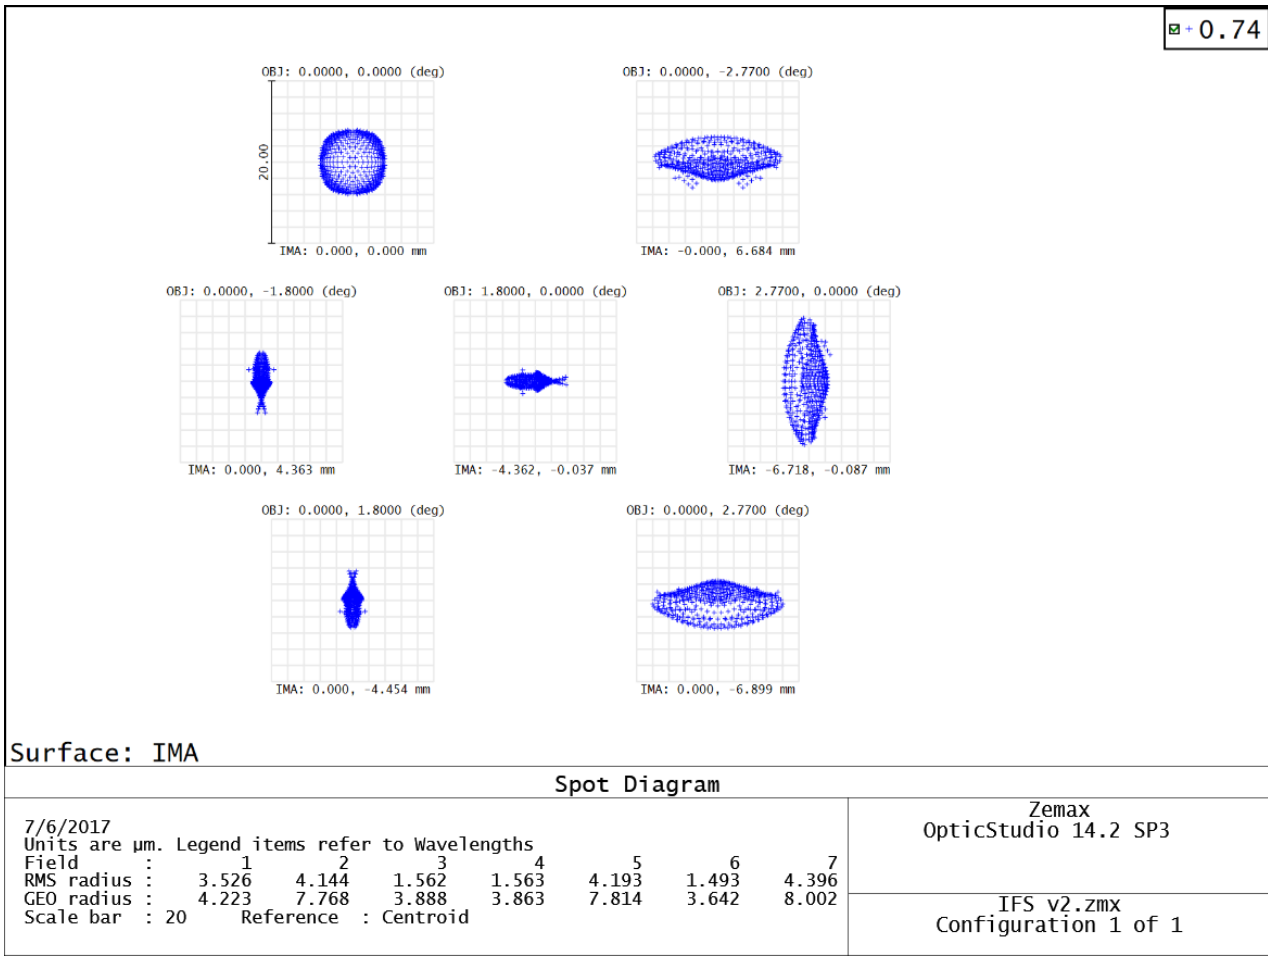 + 0.74
OBJ: 0.0000, 0.0000 (deg)
OBJ: 0.0000, -2.7700 (deg)
20.00
IMA: 0.000, 0.000 mm
IMA: -0.000, 6.684 mm
OBJ: 0.0000, -1.8000 (deg)
OBJ: 1.8000, 0.0000 (deg)
OBJ: 2.7700, 0.0000 (deg)
IMA: 0.000, 4.363 mm
IMA: -4.362, -0.037 mm
IMA: -6.718, -0.087 mm
OBJ: 0.0000, 1.8000 (deg)
OBJ: 0.0000, 2.7700 (deg)
IMA: 0.000, -4.454 mm
IMA: 0.000, -6.899 mm
Surface: IMA
Spot Diagram
7/6/2017
Units are µm. Legend items refer to Wavelengths
Field : 1 2 3 4 5 6 7
RMS radius : 3.526 4.144 1.562 1.563 4.193 1.493 4.396
GEO radius : 4.223 7.768 3.888 3.863 7.814 3.642 8.002
Scale bar : 20 Reference : Centroid
Zemax
OpticStudio 14.2 SP3
IFS v2.zmx
Configuration 1 of 1